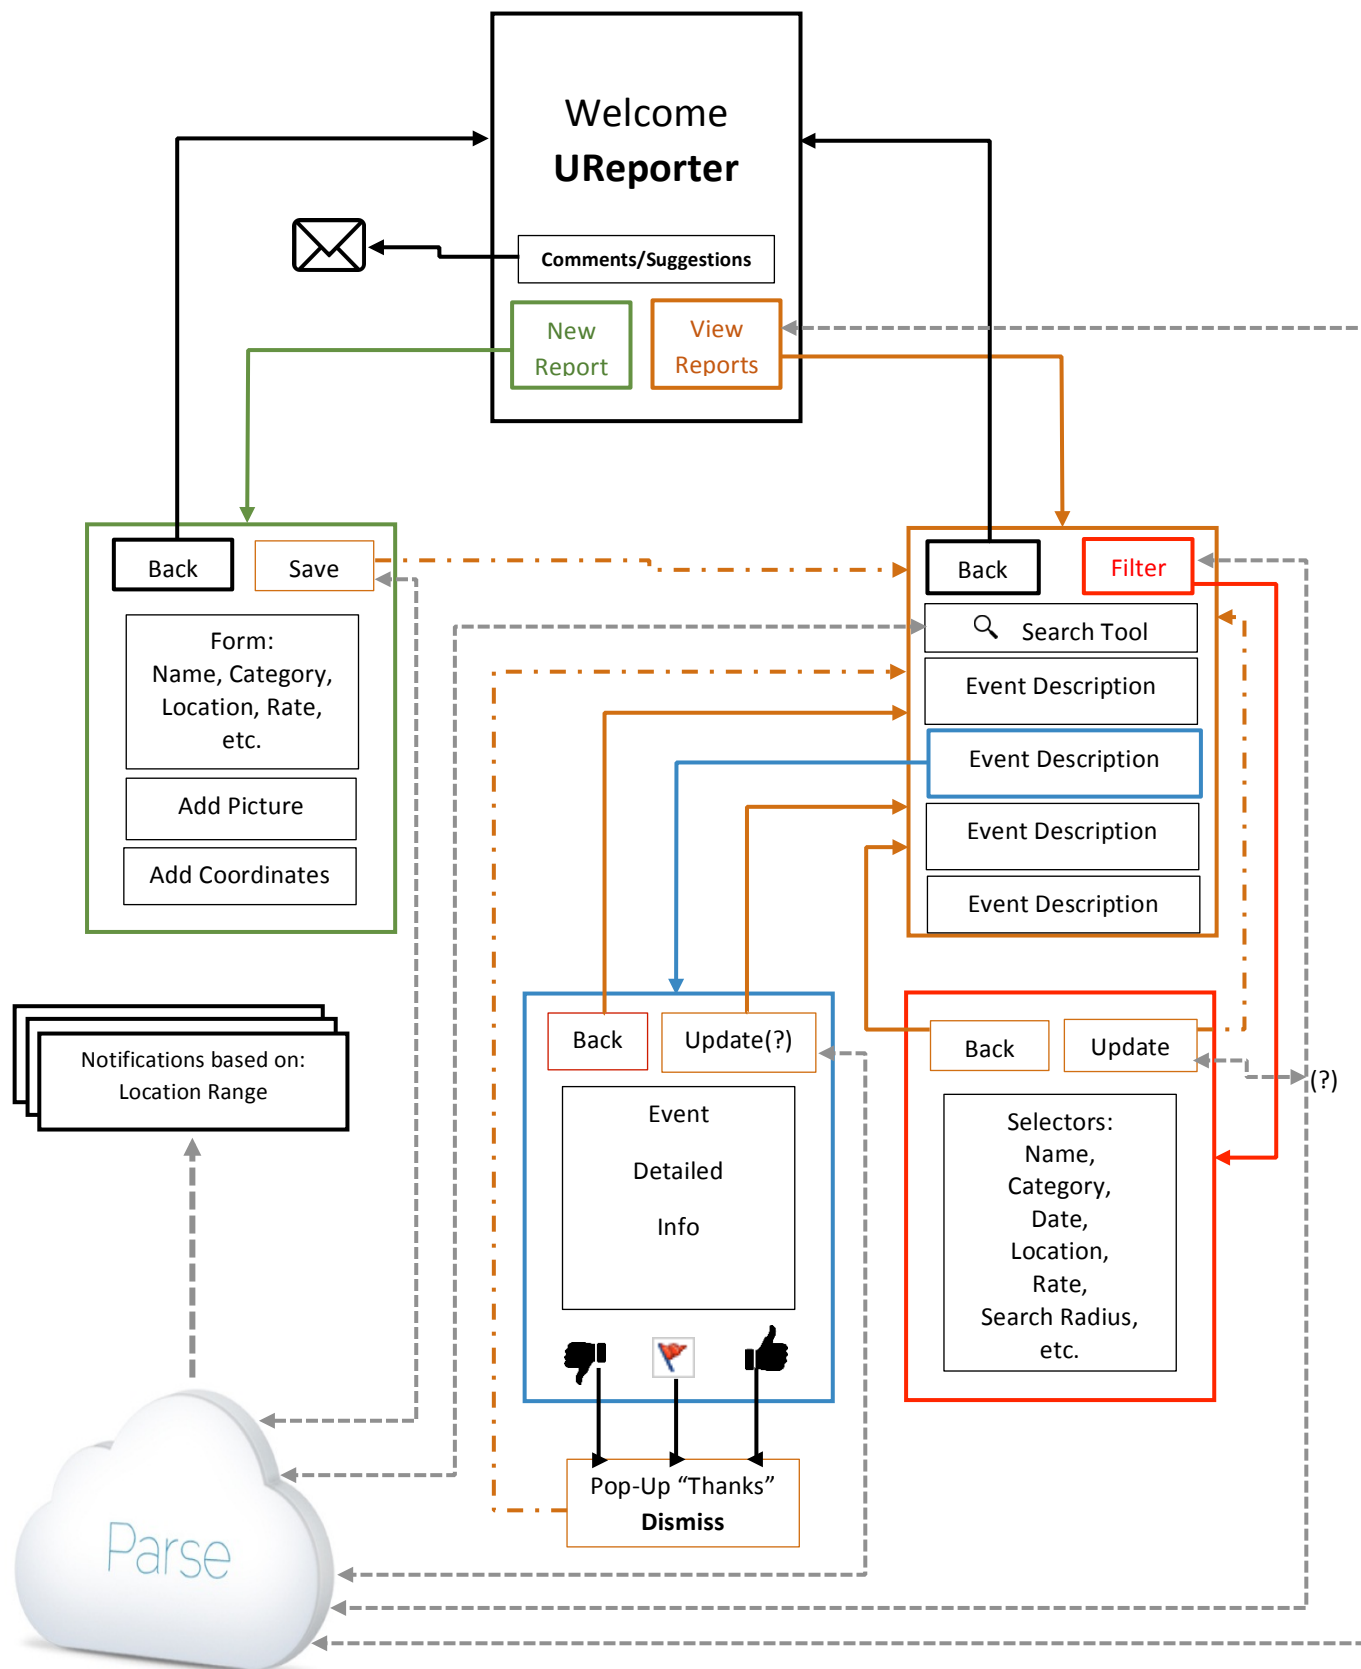 Welcome
UReporter
Comments/Suggestions
New
Report
View
Reports
Back
Save
Form:
Name, Category,
Location, Rate,
etc.
Add Picture
Add Coordinates
Back
Filter
Search Tool
Event Description
Event Description
Event Description
Event Description
Notifications based on:
Location Range
Back
Update(?)
Event
Detailed
Info
Back
Update
(?)
Selectors:
Name,
Category,
Date,
Location,
Rate,
Search Radius,
etc.
Pop-Up “Thanks”
Dismiss
Parse